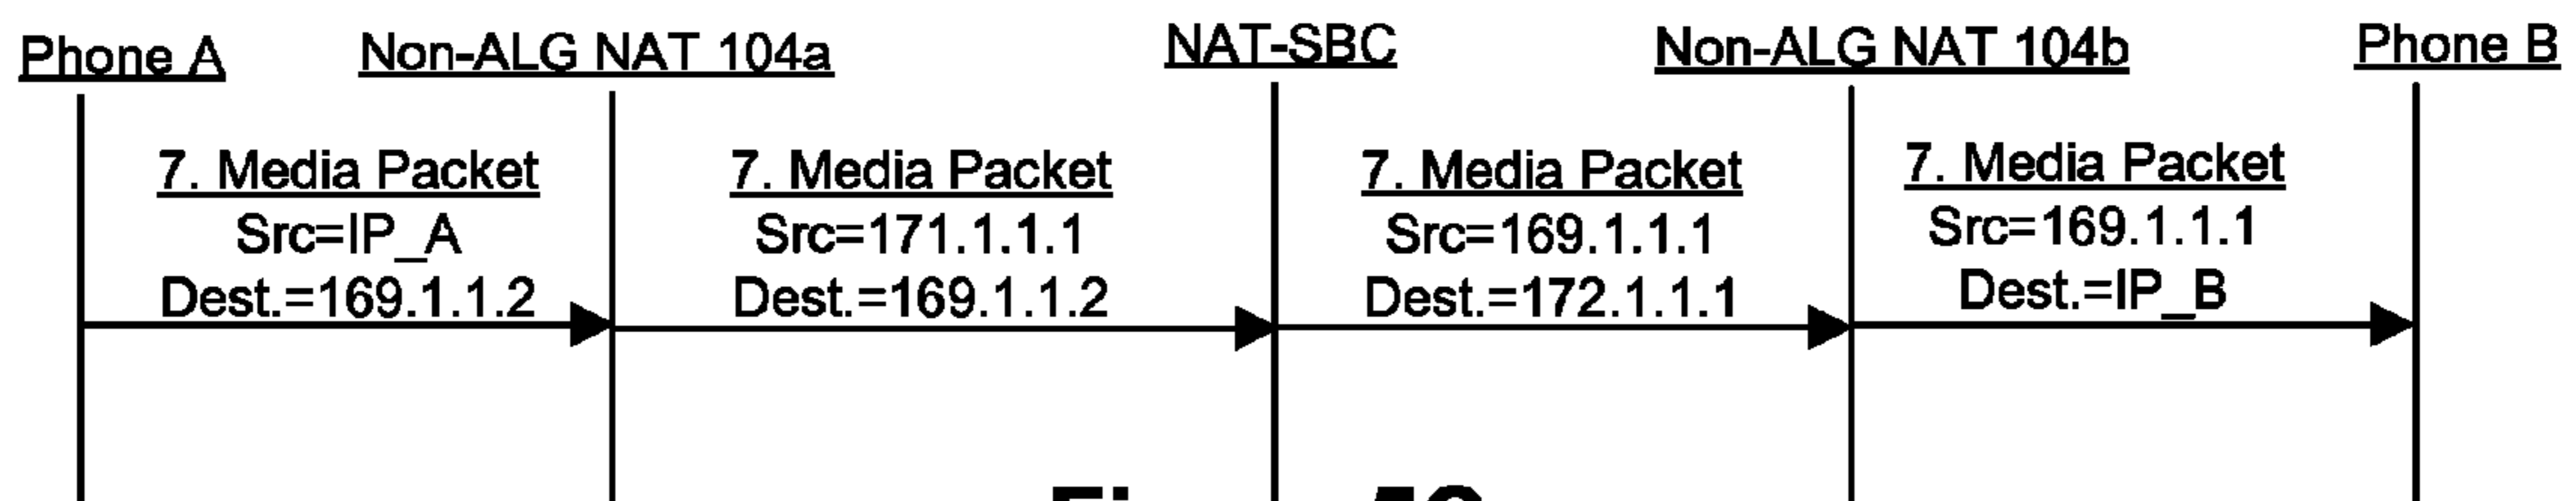 Phone A
Non-ALG NAT 104a
NAT-SBC
Non-ALG NAT 104b
Phone B
7. Media Packet
Src=IP_A
Dest.=169.1.1.2
7. Media Packet
Src=171.1.1.1
Dest.=169.1.1.2
7. Media Packet
Src=169.1.1.1
Dest.=172.1.1.1
7. Media Packet
Src=169.1.1.1
Dest.=IP_B